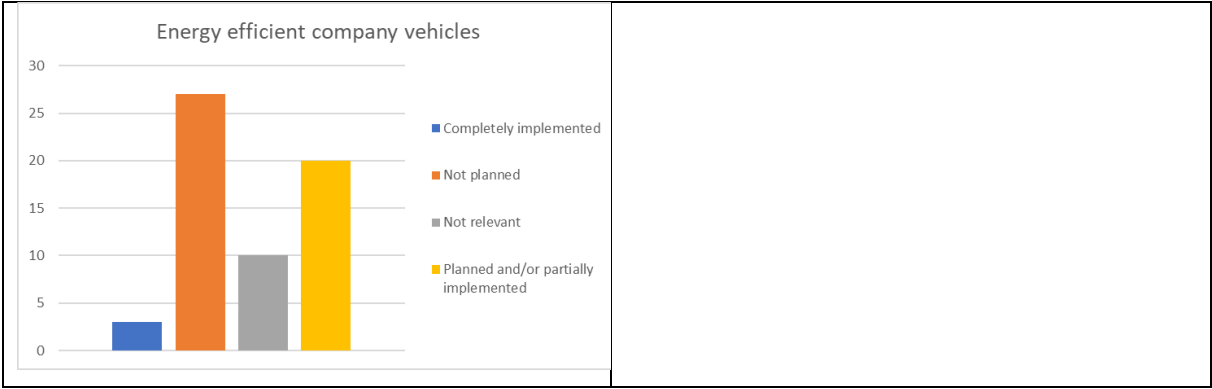 Energy efficient company vehicles
30
25
20
15
10
5
0
Completely implemented
Not planned
Not relevant
Planned and/or partially
implemented